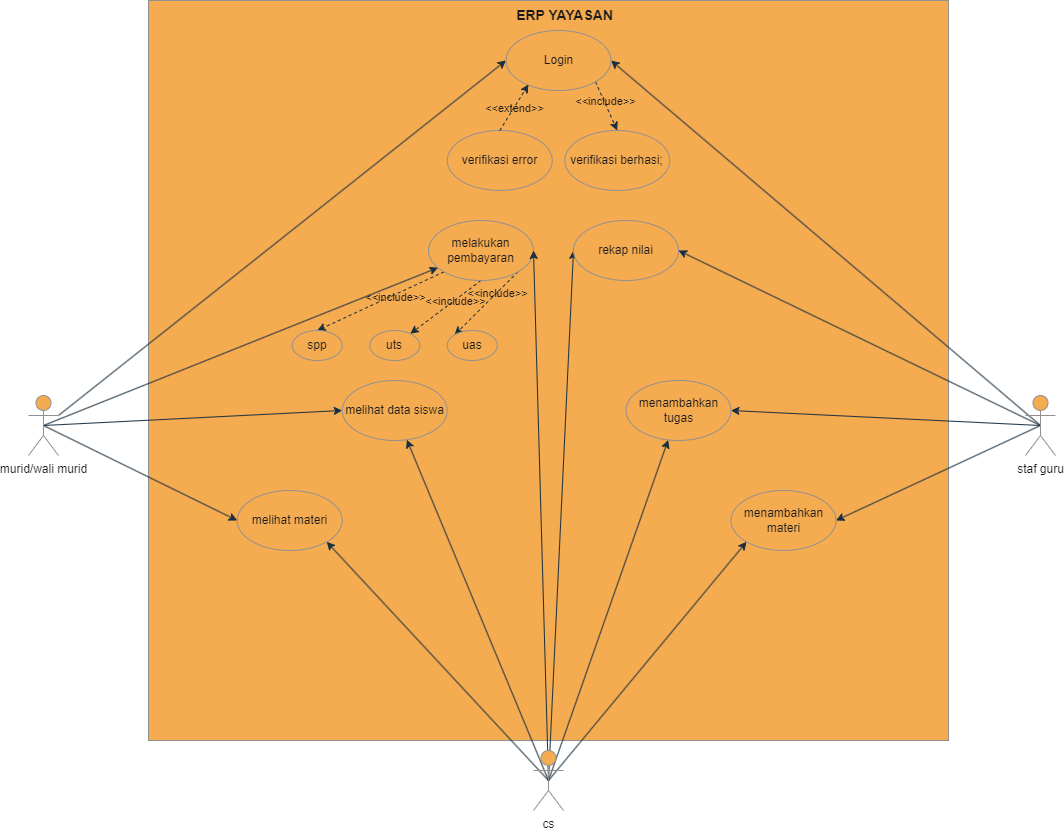 ERP YAYASAN
Login
<<extend>>
<<include>>
verifikasi error
verifikasi berhasi;
melakukan
pembayaran
rekap nilai
<<include>>
<<include>>
<<include>>
spp
uts
uas
melihat data siswa
menambahkan
tugas
murid/wali murid
staf guru
melihat materi
menambahkan
materi
cs